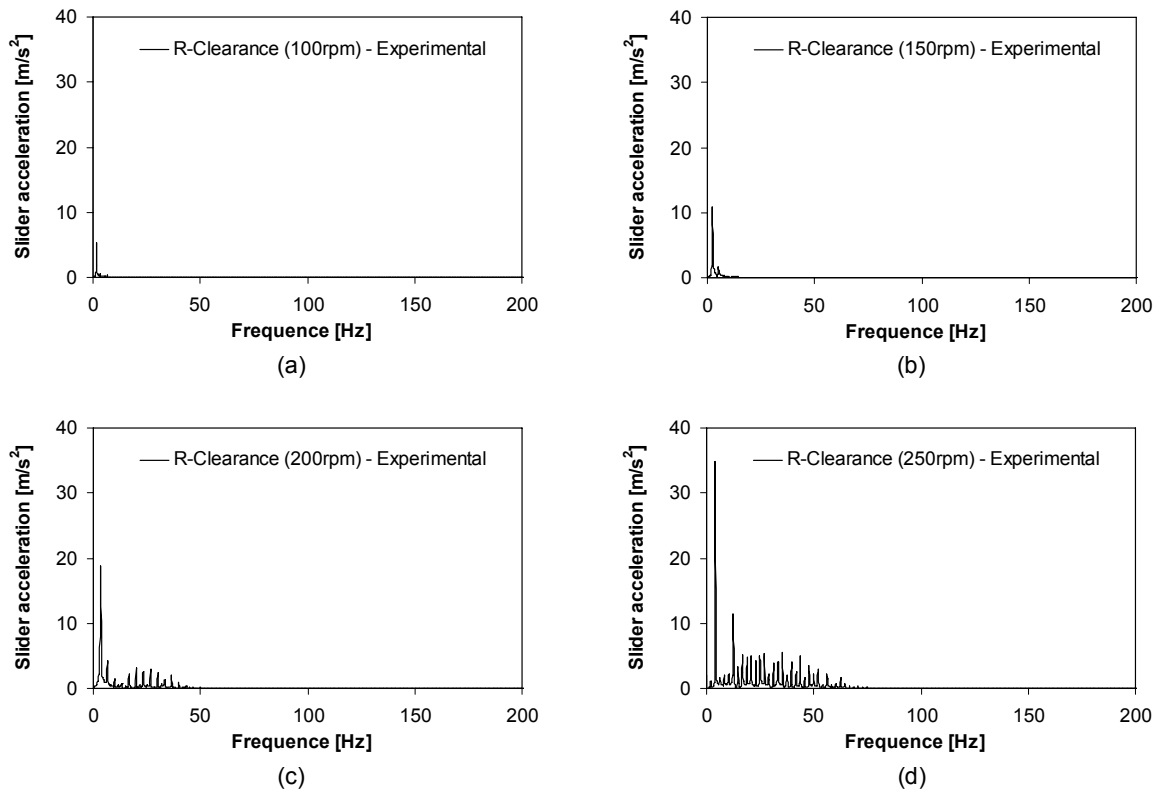 40
30
20
10
0
Slider acceleration [m/s²]
R-Clearance (100rpm) - Experimental
0 50 100 150 200
Frequence [Hz]
(a)
40
30
20
10
0
Slider acceleration [m/s²]
R-Clearance (150rpm) - Experimental
0 50 100 150 200
Frequence [Hz]
(b)
40
30
20
10
0
Slider acceleration [m/s²]
R-Clearance (200rpm) - Experimental
0 50 100 150 200
Frequence [Hz]
(c)
40
30
20
10
0
Slider acceleration [m/s²]
R-Clearance (250rpm) - Experimental
0 50 100 150 200
Frequence [Hz]
(d)